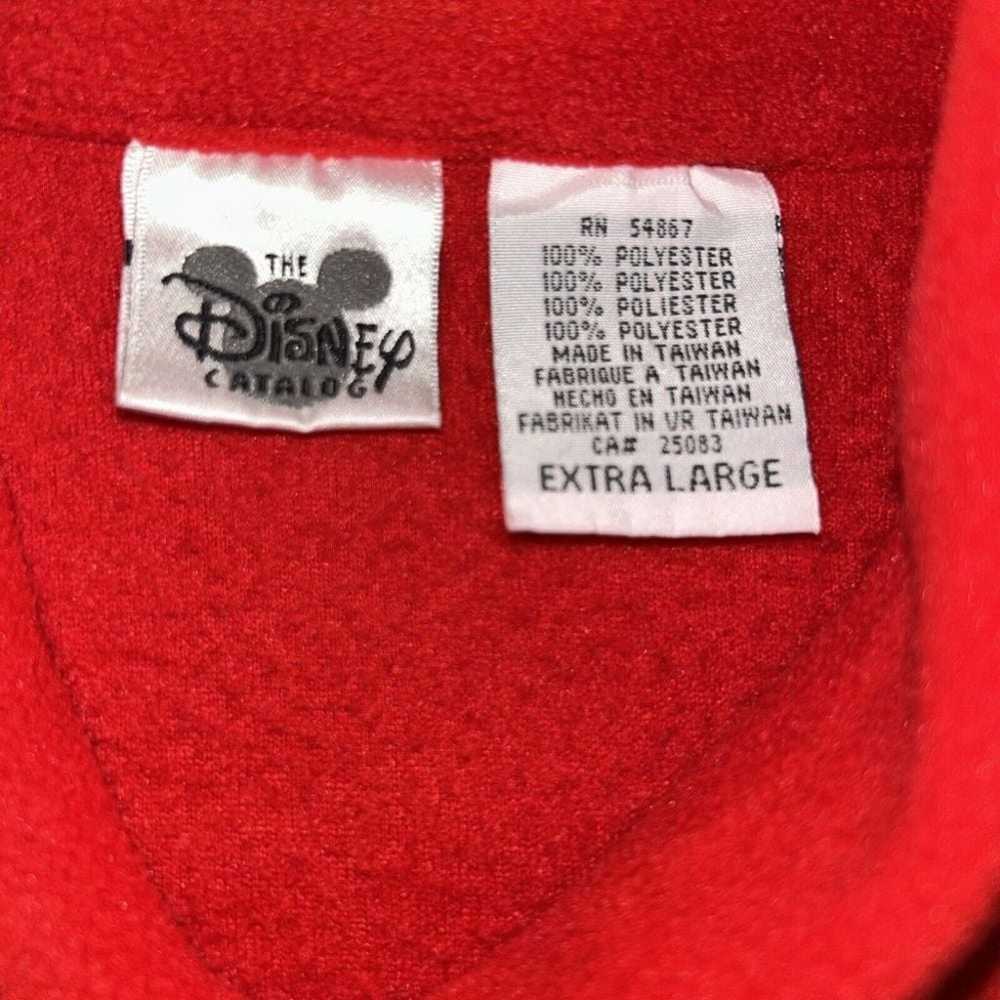 THE
Disney
CATALOG
RN 54867
100% POLYESTER
100% POLYESTER
100% POLIESTER
100% POLYESTER
MADE IN TAIWAN
FABRIQUE A TAIWAN
HECHO EN TAIWAN
FABRIKAT IN VR TAIWAN
CA# 25083
EXTRA LARGE